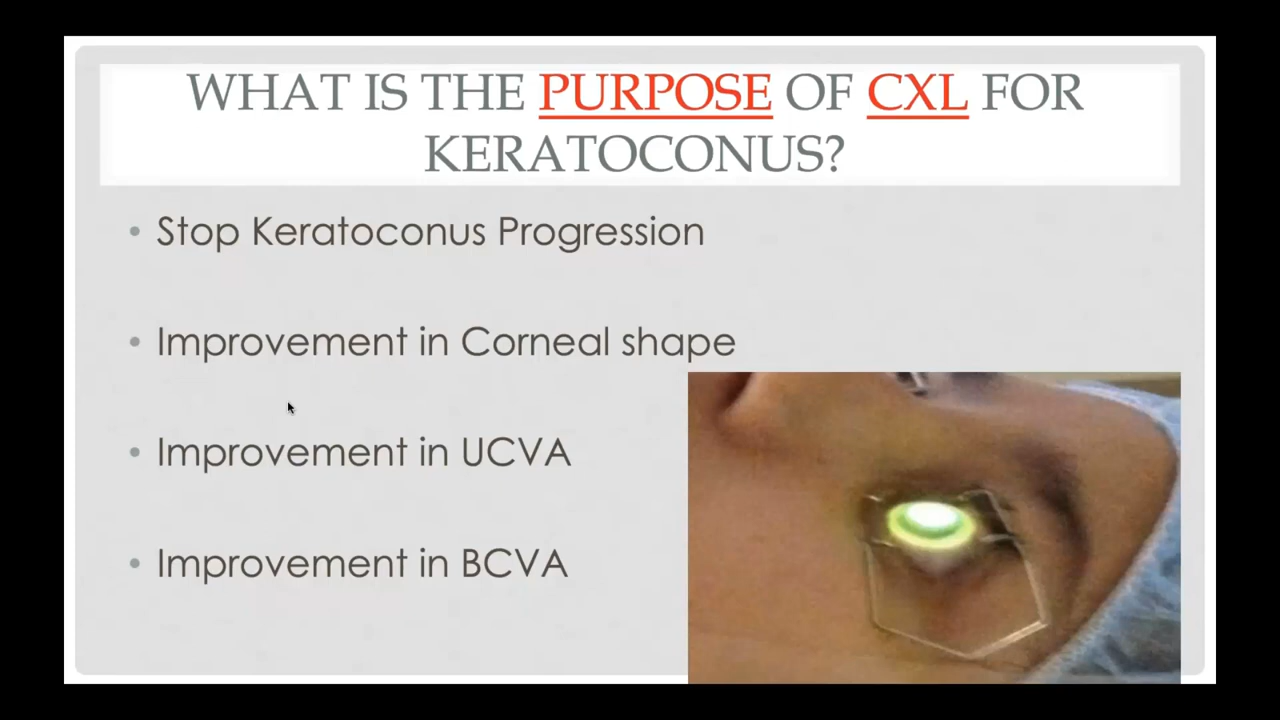 WHAT IS THE PURPOSE OF CXL FOR
KERATOCONUS?
• Stop Keratoconus Progression
• Improvement in Corneal shape
• Improvement in UCVA
• Improvement in BCVA